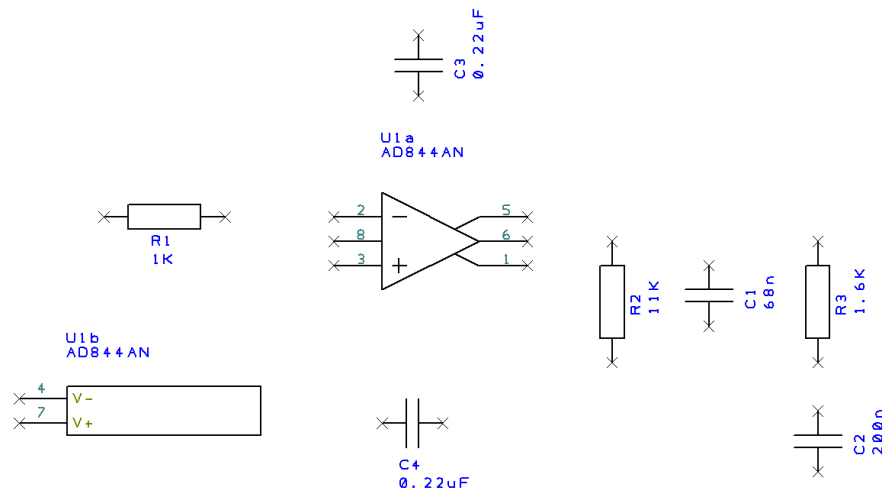 C3
0.22uF
U1a
AD844AN
2
8
3
5
6
1
R1
1K
R2
11K
C1
68n
R3
1.6K
U1b
AD844AN
4
V-
7
V+
C4
0.22uF
C2
200n